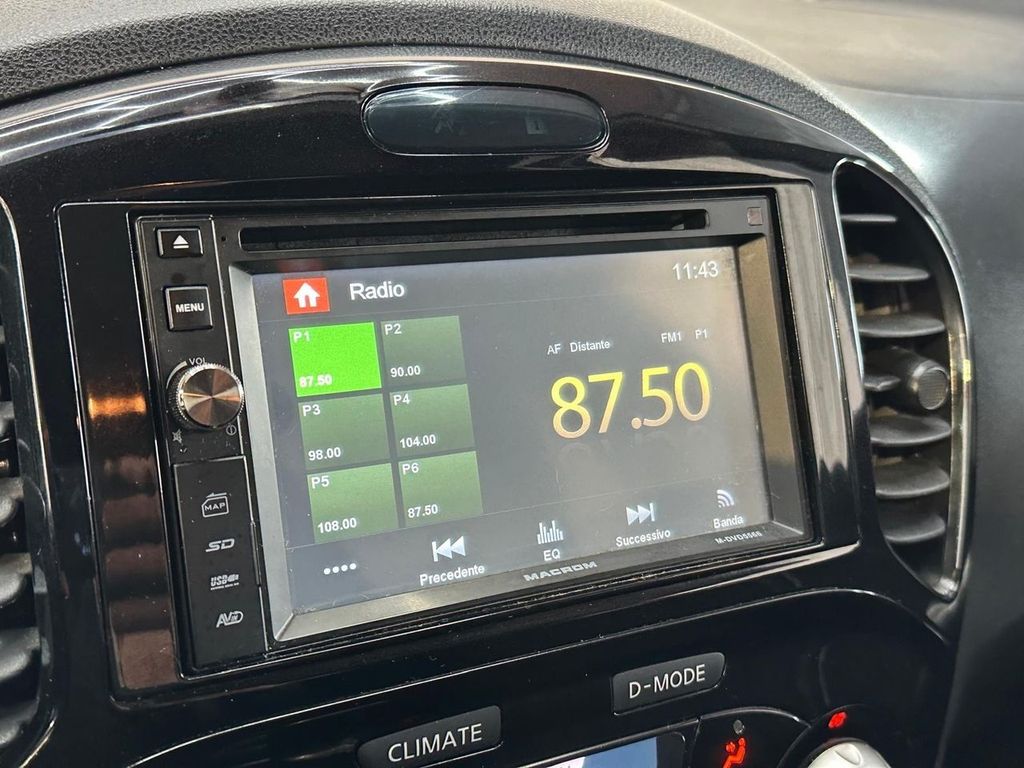 MENU
VOL
MAP
SD
USB
AV IN
Radio
11:43
P1
87.50
P2
90.00
P3
98.00
P4
104.00
P5
108.00
P6
87.50
AF Distante FM1 P1
87.50
Precedente
EQ
Successivo
Banda
MACROM
M-DVD5565
CLIMATE
D-MODE